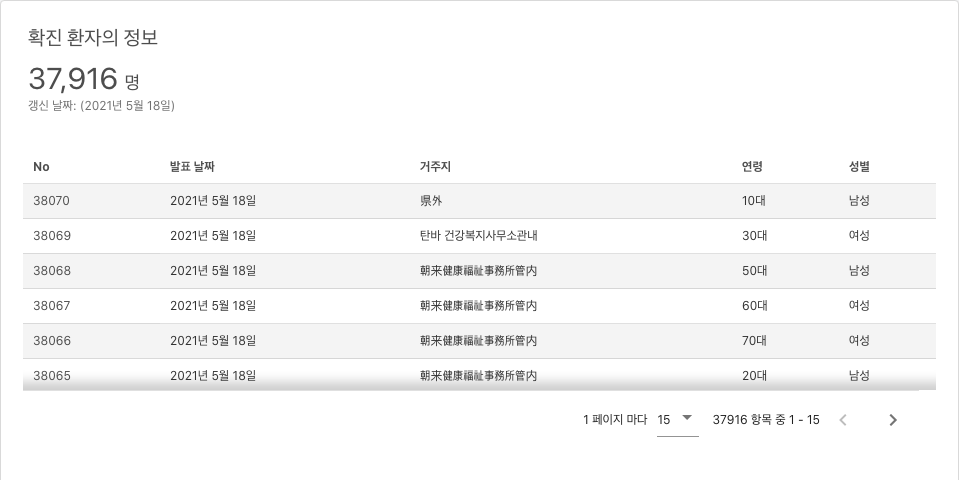 확진 환자의 정보
37,916 명
갱신 날짜: (2021년 5월 18일)
No 발표 날짜 거주지 연령 성별
38070 2021년 5월 18일 県外 10대 남성
38069 2021년 5월 18일 탄바 건강복지사무소관내 30대 여성
38068 2021년 5월 18일 朝来健康福祉事務所管内 50대 남성
38067 2021년 5월 18일 朝来健康福祉事務所管内 60대 여성
38066 2021년 5월 18일 朝来健康福祉事務所管内 70대 여성
38065 2021년 5월 18일 朝来健康福祉事務所管内 20대 남성
1 페이지 마다 15 37916 항목 중 1 - 15